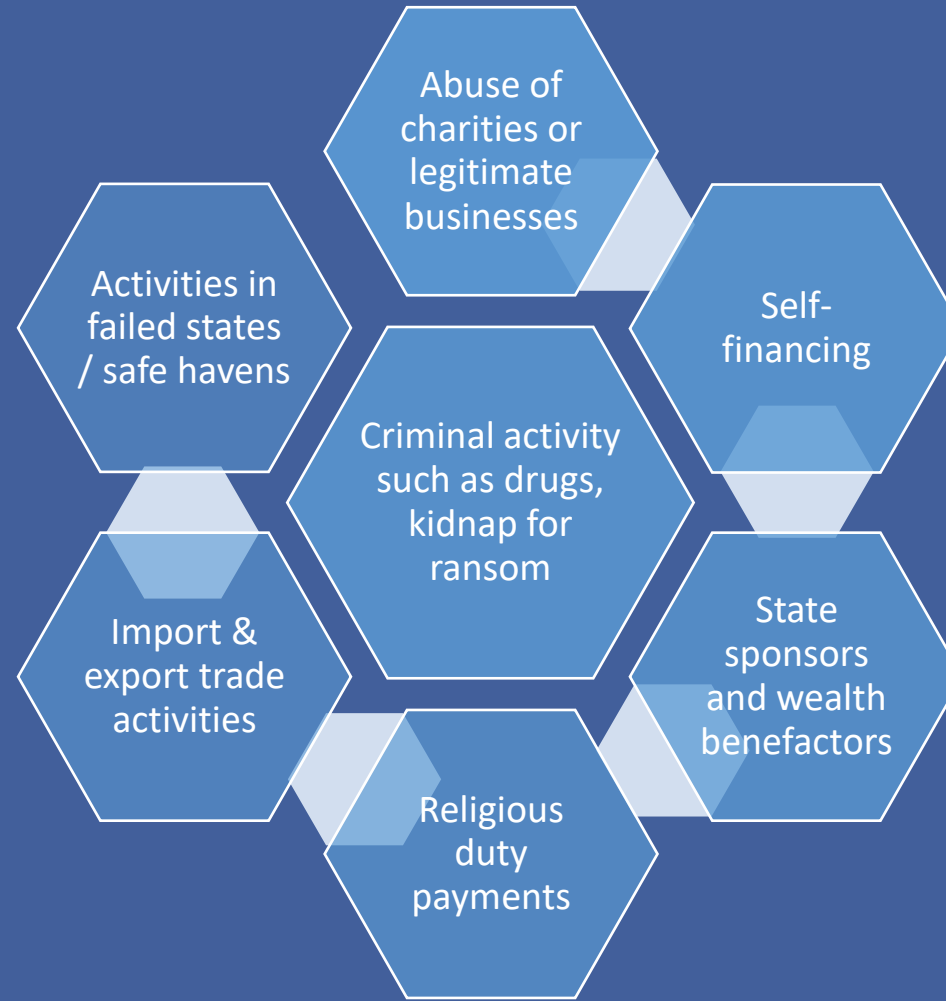 Abuse of
charities or
legitimate
businesses
Activities in
failed states
/ safe havens
Self-
financing
Criminal activity
such as drugs,
kidnap for
ransom
Import &
export trade
activities
State
sponsors
and wealth
benefactors
Religious
duty
payments